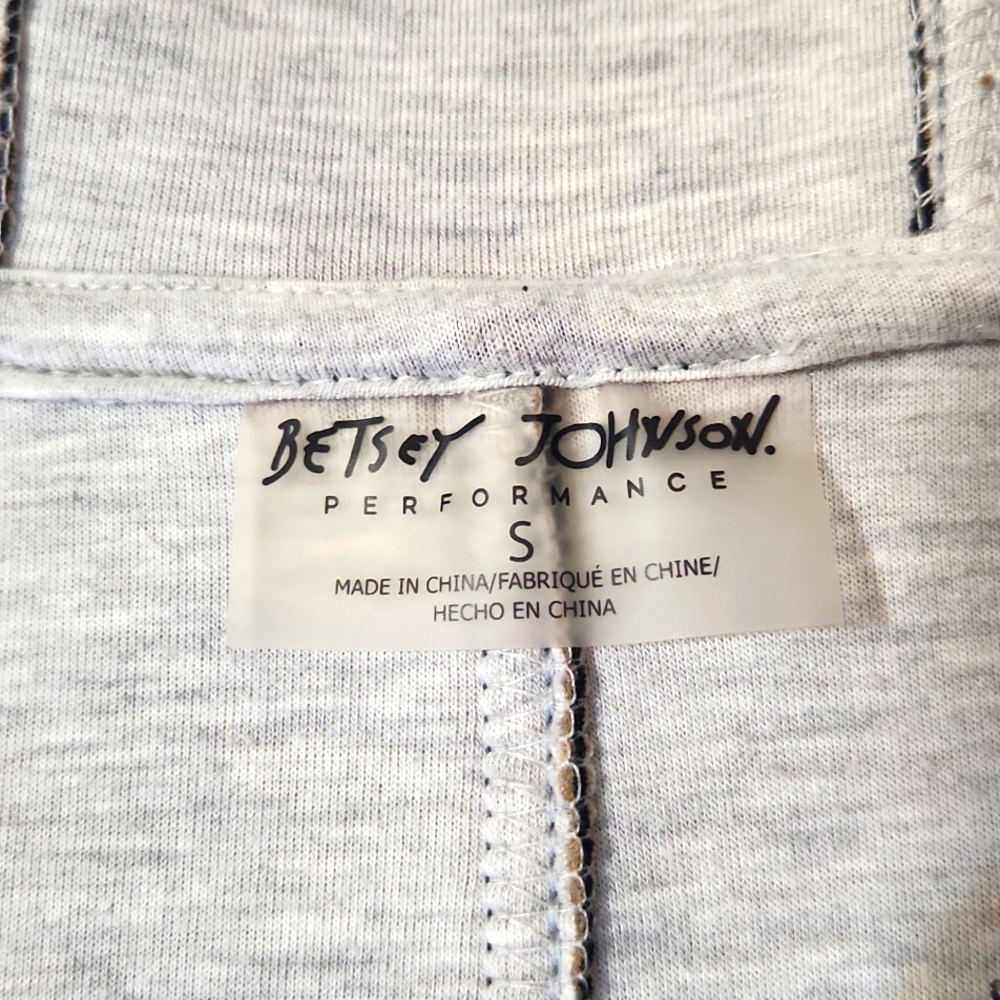 BETSEY JOHNSON.
PERFORMANCE
S
MADE IN CHINA/FABRIQUÉ EN CHINE/
HECHO EN CHINA